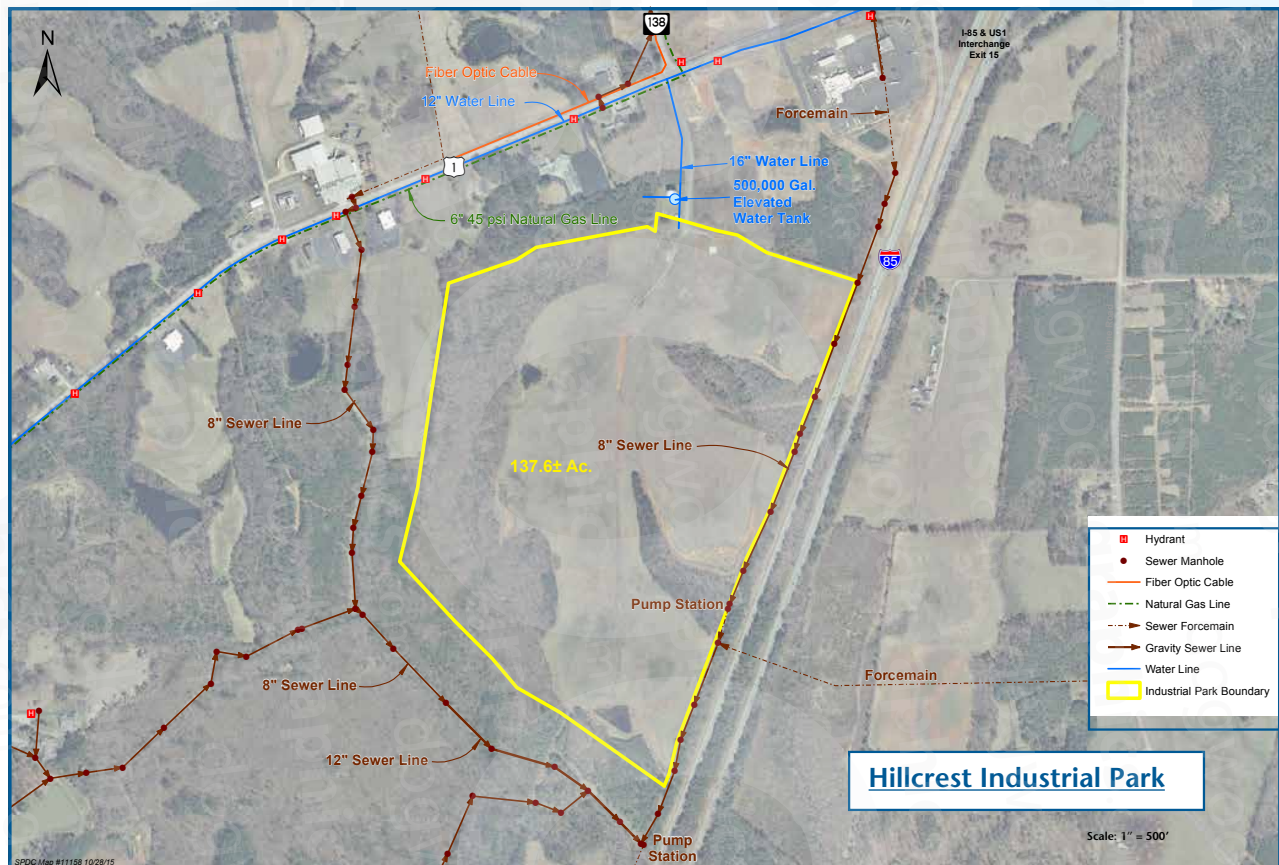 N
138
I-85 & US1
Interchange
Exit 15
Fiber Optic Cable
12" Water Line
Forcemain
1
16" Water Line
500,000 Gal.
Elevated
Water Tank
6" 45 psi Natural Gas Line
85
8" Sewer Line
8" Sewer Line
137.6± Ac.
Pump Station
Forcemain
8" Sewer Line
12" Sewer Line
Pump
Station
H Hydrant
Sewer Manhole
Fiber Optic Cable
Natural Gas Line
Sewer Forcemain
Gravity Sewer Line
Water Line
Industrial Park Boundary
Hillcrest Industrial Park
Scale: 1" = 500'
SPDC Map #11158 10/28/15